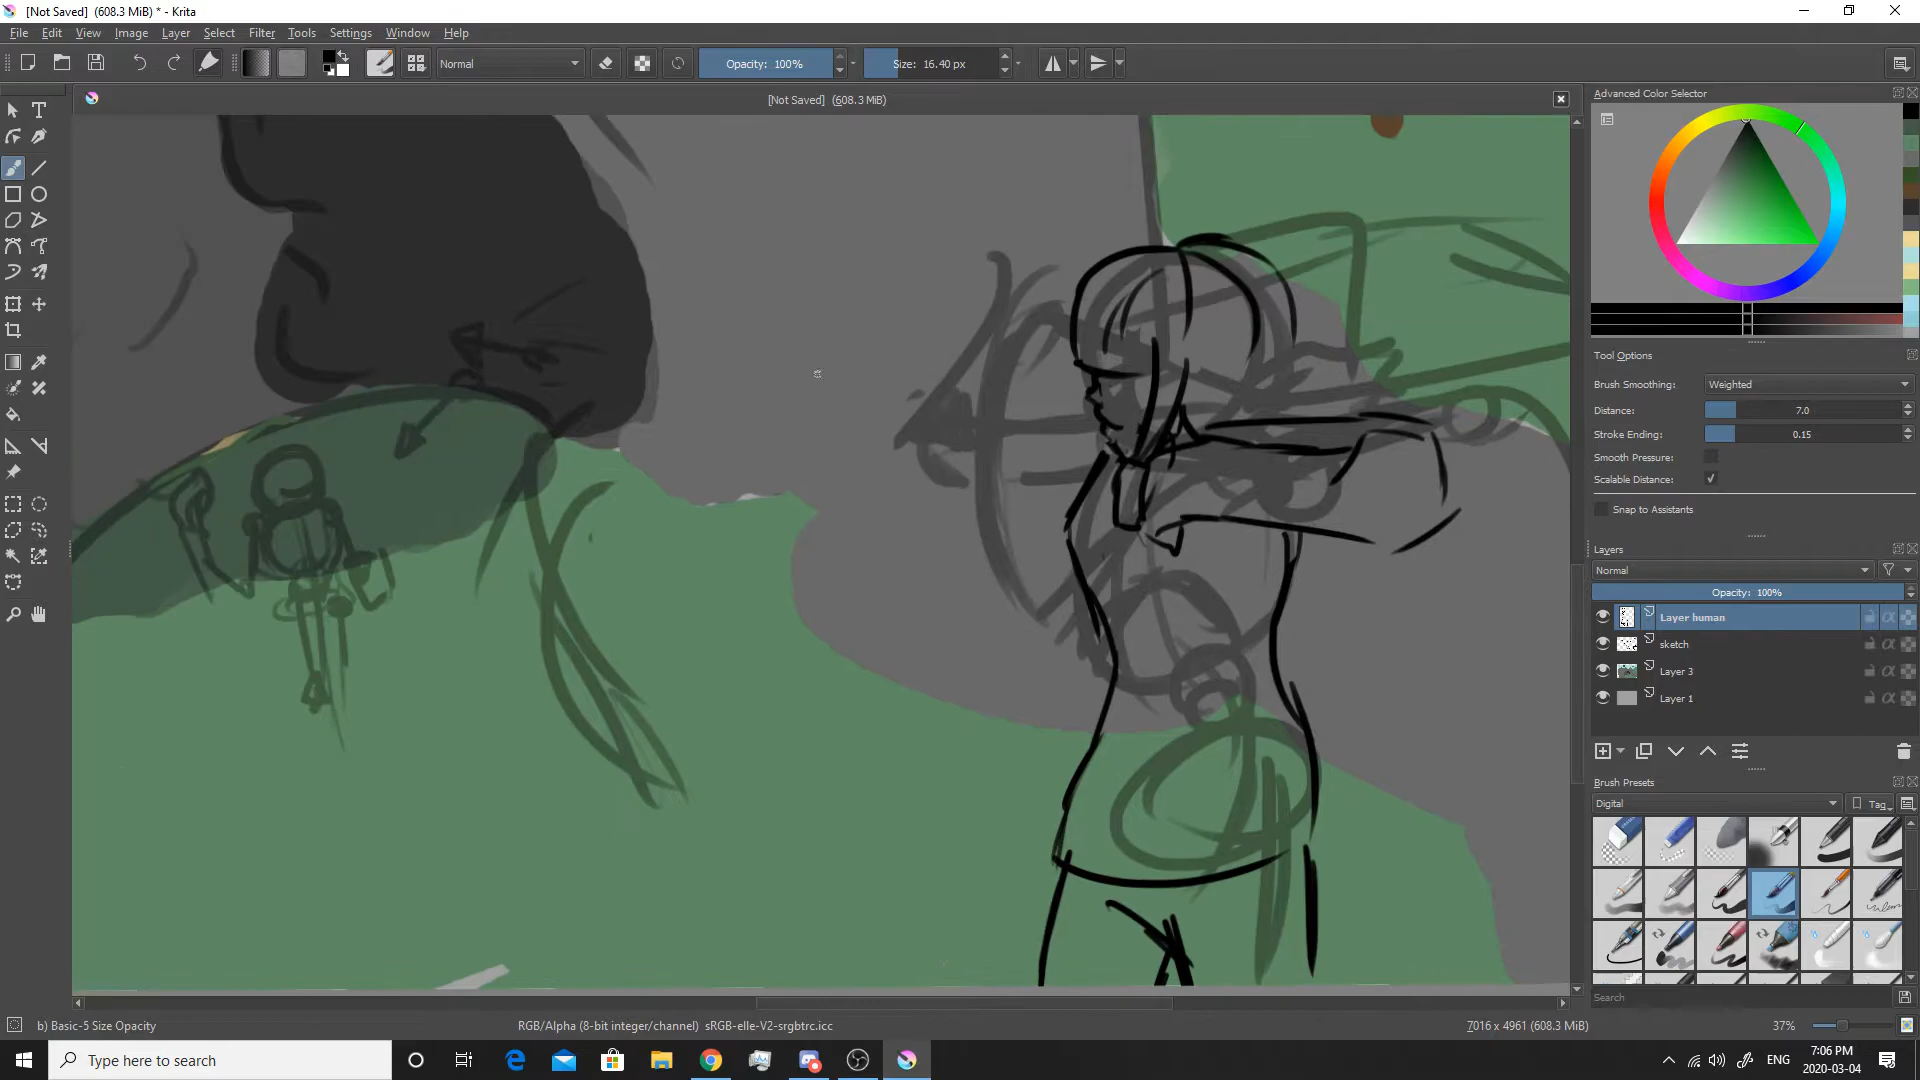 [Not Saved]  (608.3 MiB) * - Krita
File Edit View Image Layer Select Filter Tools Settings Window Help
Normal
Opacity: 100%
Size: 16.40 px
[Not Saved]  (608.3 MiB)
Advanced Color Selector
Tool Options
Brush Smoothing: Weighted
Distance: 7.0
Stroke Ending: 0.15
Smooth Pressure:
Scalable Distance:
Snap to Assistants
Layers
Normal
Opacity: 100%
Layer human
sketch
Layer 3
Layer 1
Brush Presets
Digital
Tag
Search
b) Basic-5 Size Opacity
RGB/Alpha (8-bit integer/channel)  sRGB-elle-V2-srgbtrc.icc
7016 x 4961 (608.3 MiB)
37%
Type here to search
ENG
7:06 PM
2020-03-04